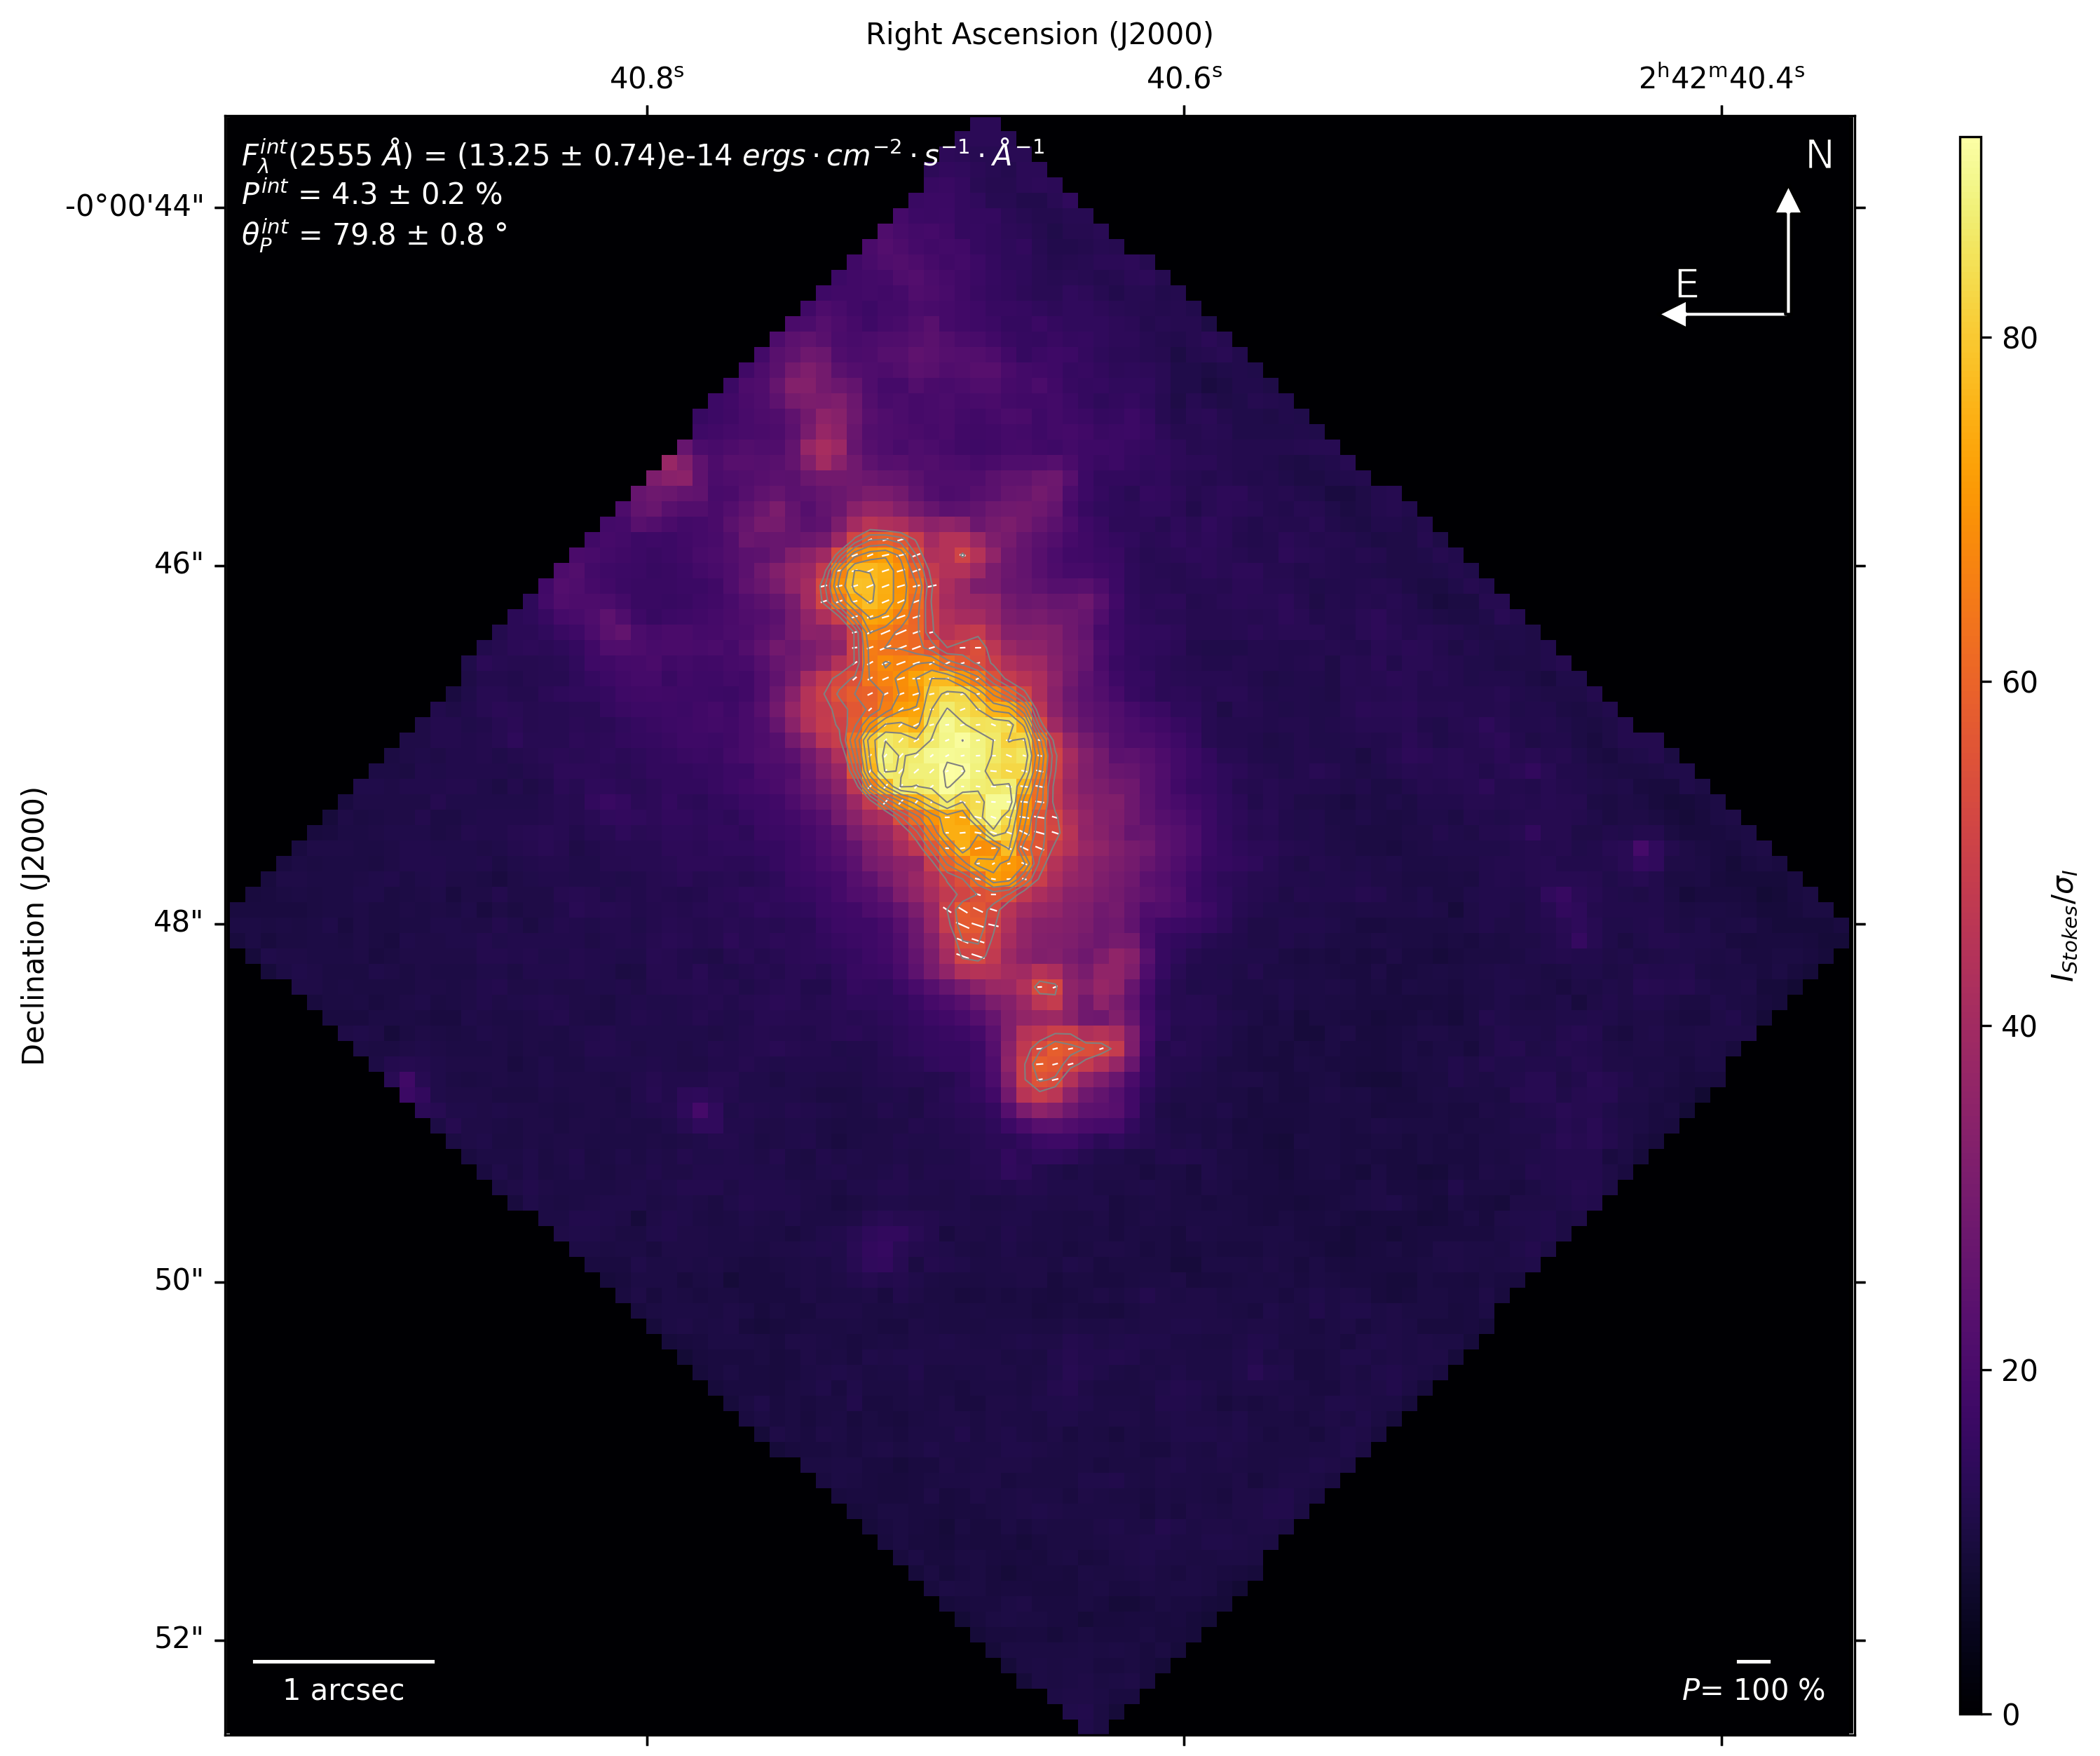 Right Ascension (J2000)
40.8ˢ 40.6ˢ 2ʰ42ᵐ40.4ˢ
F_λ^int(2555 Å) = (13.25 ± 0.74)e-14 ergs · cm⁻² · s⁻¹ · Å⁻¹
P^int = 4.3 ± 0.2 %
θ_P^int = 79.8 ± 0.8 °
N
E
-0°00'44"
46"
48"
50"
52"
Declination (J2000)
1 arcsec
P= 100 %
80
60
40
20
0
I_Stokes/σ_I